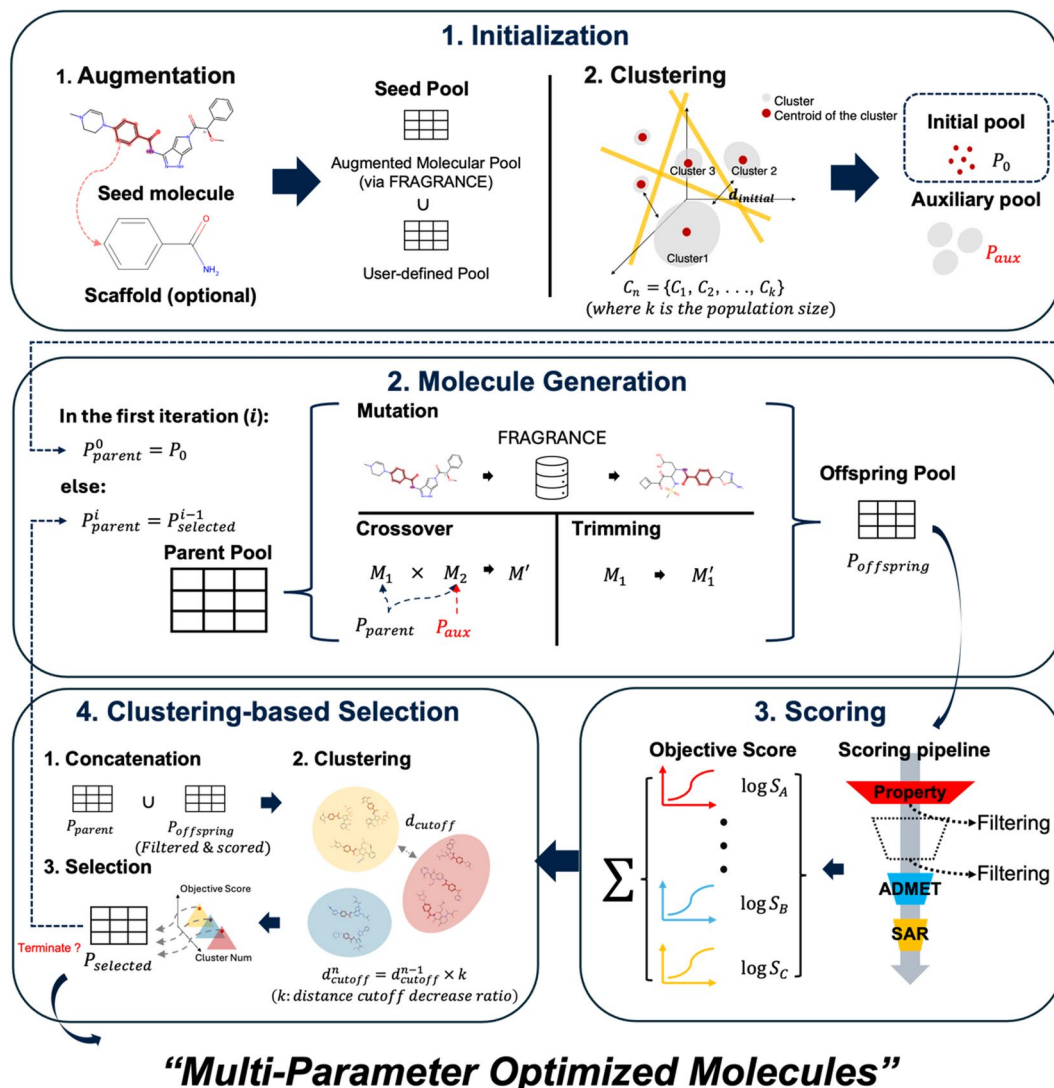 1. Initialization
1. Augmentation
Seed molecule
Scaffold (optional)
Seed Pool
Augmented Molecular Pool
(via FRAGRANCE)
∪
User-defined Pool
2. Clustering
Cluster
Centroid of the cluster
Cluster 3
Cluster 2
d_initial
Cluster1
C_n = {C_1, C_2, . . ., C_k}
(where k is the population size)
Initial pool
P_0
Auxiliary pool
P_aux
2. Molecule Generation
In the first iteration (i):
P^0_parent = P_0
else:
P^i_parent = P^{i-1}_selected
Parent Pool
Mutation
FRAGRANCE
Crossover
M_1 × M_2 M'
P_parent P_aux
Trimming
M_1 M'_1
Offspring Pool
P_offspring
4. Clustering-based Selection
1. Concatenation
∪
P_parent P_offspring
(Filtered & scored)
2. Clustering
d_cutoff
d^n_cutoff = d^{n-1}_cutoff × k
(k: distance cutoff decrease ratio)
3. Selection
Objective Score
Cluster Num
Terminate ?
P_selected
3. Scoring
Objective Score
∑
log S_A
log S_B
log S_C
Scoring pipeline
Property
Filtering
Filtering
ADMET
SAR
"Multi-Parameter Optimized Molecules"